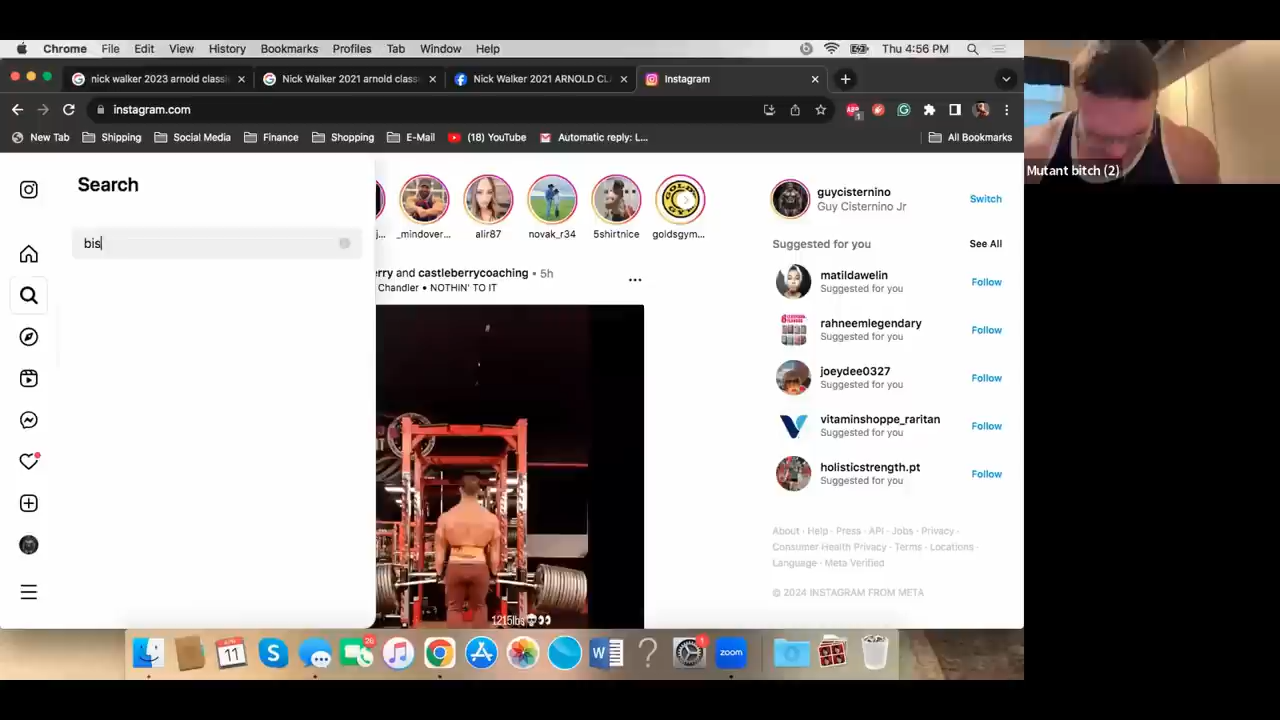 Chrome File Edit View History Bookmarks Profiles Tab Window Help Thu 4:56 PM
nick walker 2023 arnold classi Nick Walker 2021 arnold classi Nick Walker 2021 ARNOLD CL Instagram
instagram.com
New Tab Shipping Social Media Finance Shopping E-Mail (18) YouTube Automatic reply: L... All Bookmarks
Mutant bitch (2)
Search
bis
j... _mindover... alir87 novak_r34 5shirtnice goldsgym...
erry and castleberrycoaching • 5h
Chandler • NOTHIN' TO IT
1215lbs
guycisternino
Guy Cisternino Jr
Switch
Suggested for you See All
matildawelin
Suggested for you
Follow
rahneemlegendary
Suggested for you
Follow
joeydee0327
Suggested for you
Follow
vitaminshoppe_raritan
Suggested for you
Follow
holisticstrength.pt
Suggested for you
Follow
About · Help · Press · API · Jobs · Privacy ·
Consumer Health Privacy · Terms · Locations ·
Language · Meta Verified
© 2024 INSTAGRAM FROM META
11
26
1
zoom